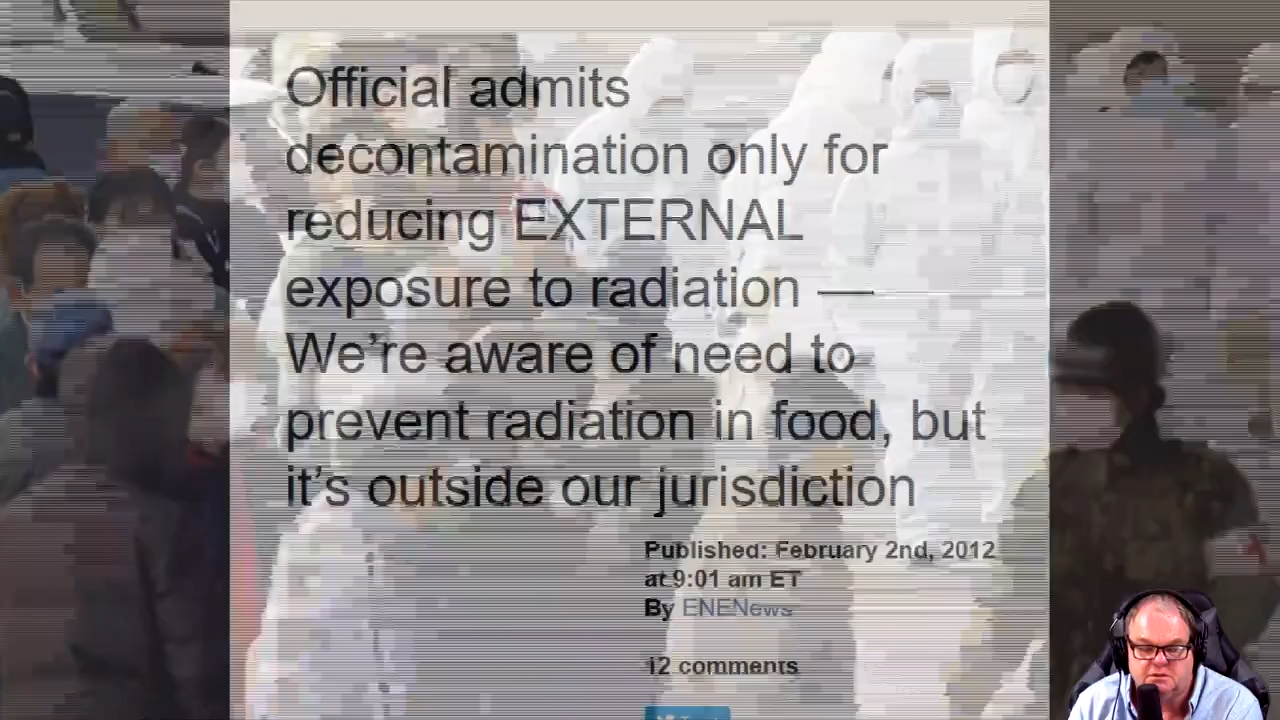 Official admits
decontamination only for
reducing EXTERNAL
exposure to radiation —
We’re aware of need to
prevent radiation in food, but
it’s outside our jurisdiction
Published: February 2nd, 2012
at 9:01 am ET
By ENENews
12 comments